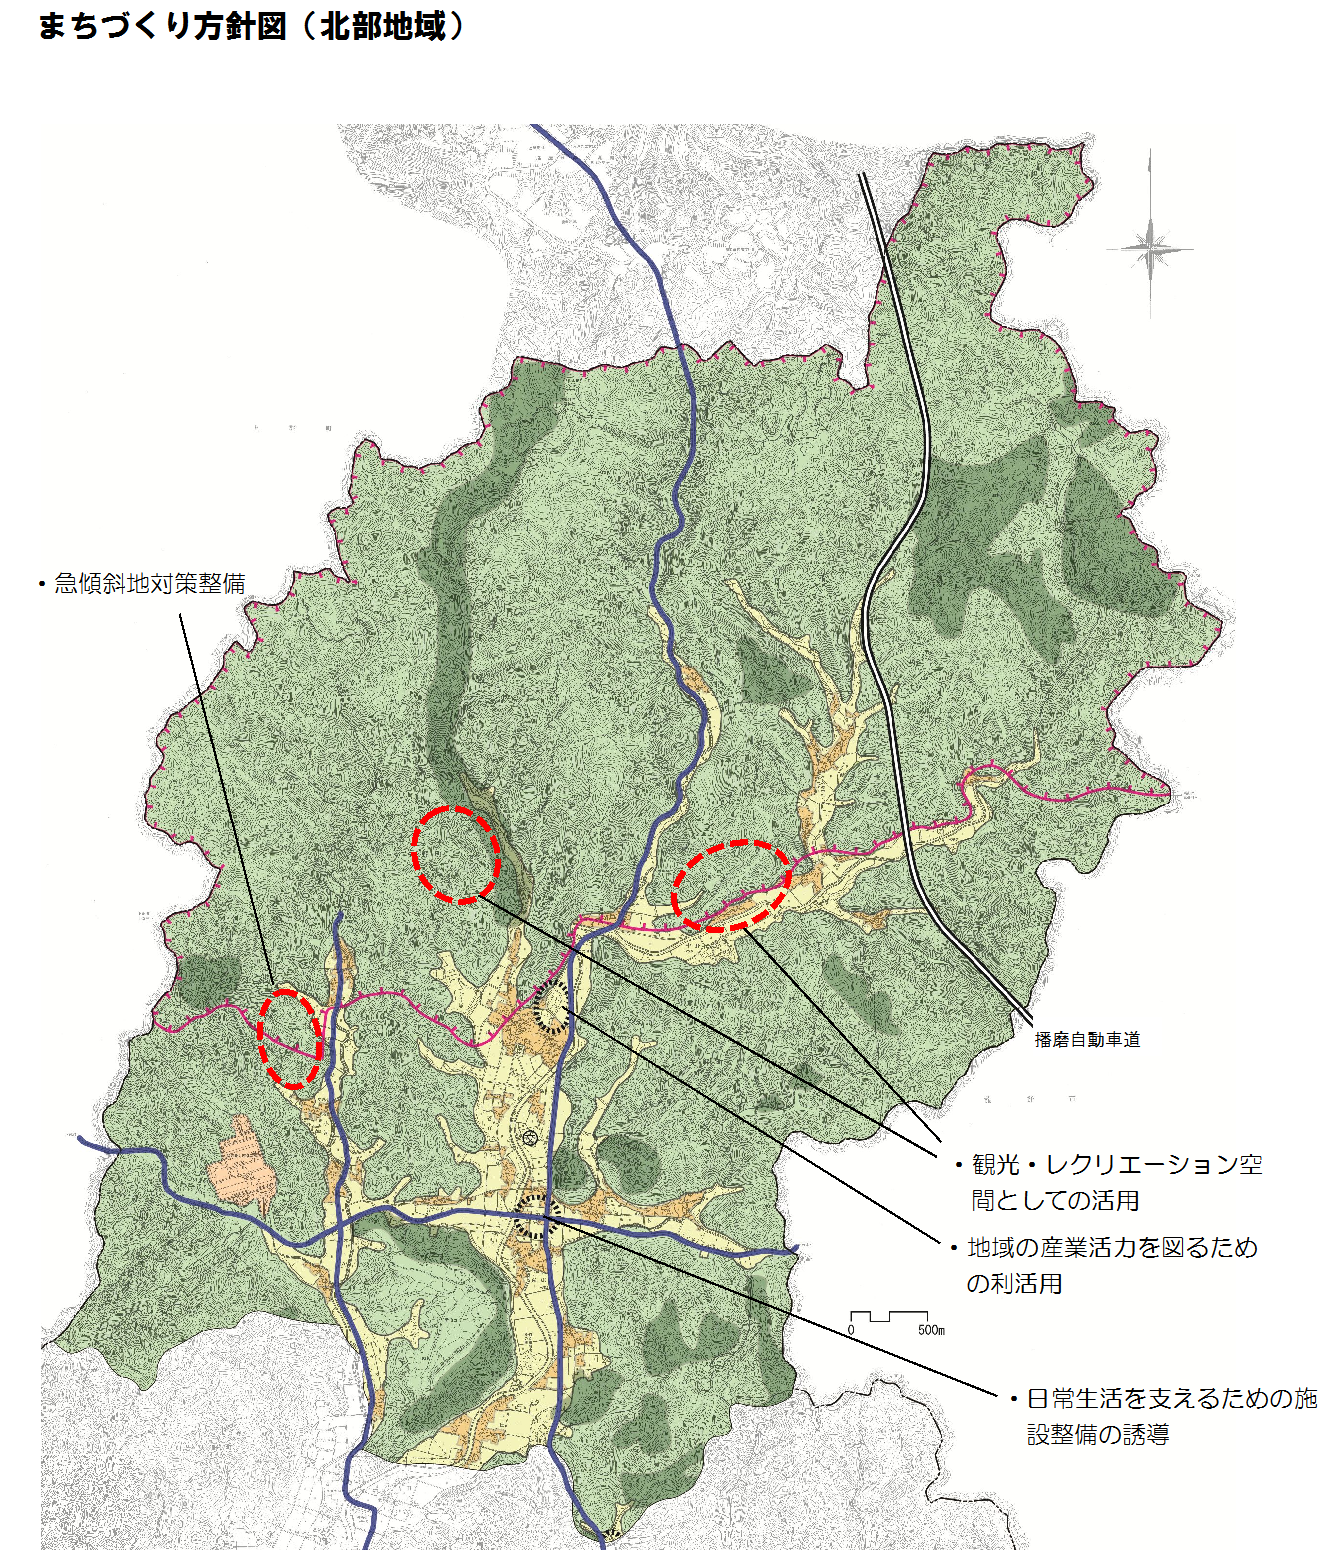 まちづくり方針図（北部地域）
・急傾斜地対策整備
播磨自動車道
・観光・レクリエーション空
間としての活用
・地域の産業活力を図るため
の利活用
0 500m
・日常生活を支えるための施
設整備の誘導